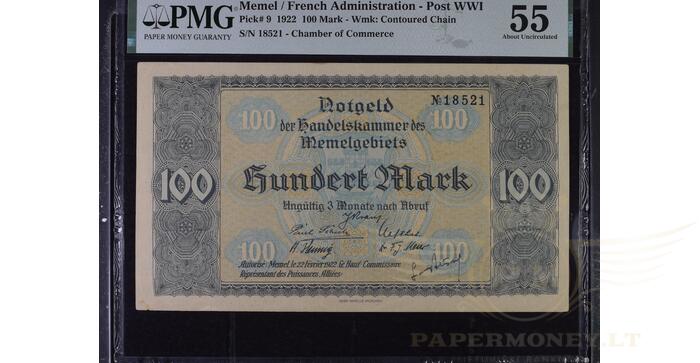 PMG
PAPER MONEY GUARANTY
Memel / French Administration - Post WWI
Pick# 9 1922 100 Mark - Wmk: Contoured Chain
S/N 18521 - Chamber of Commerce
55
About Uncirculated
Notgeld
№18521
100
100
der Handelskammer des
Memelgebiets
100
Hundert Mark
100
Ungültig 3 Monate nach Abruf
100
100
Autorisé: Memel, le 22 Février 1922. Le Haut-Commissaire
Représentant des Puissances Alliées:
PAPERMONEY.LT